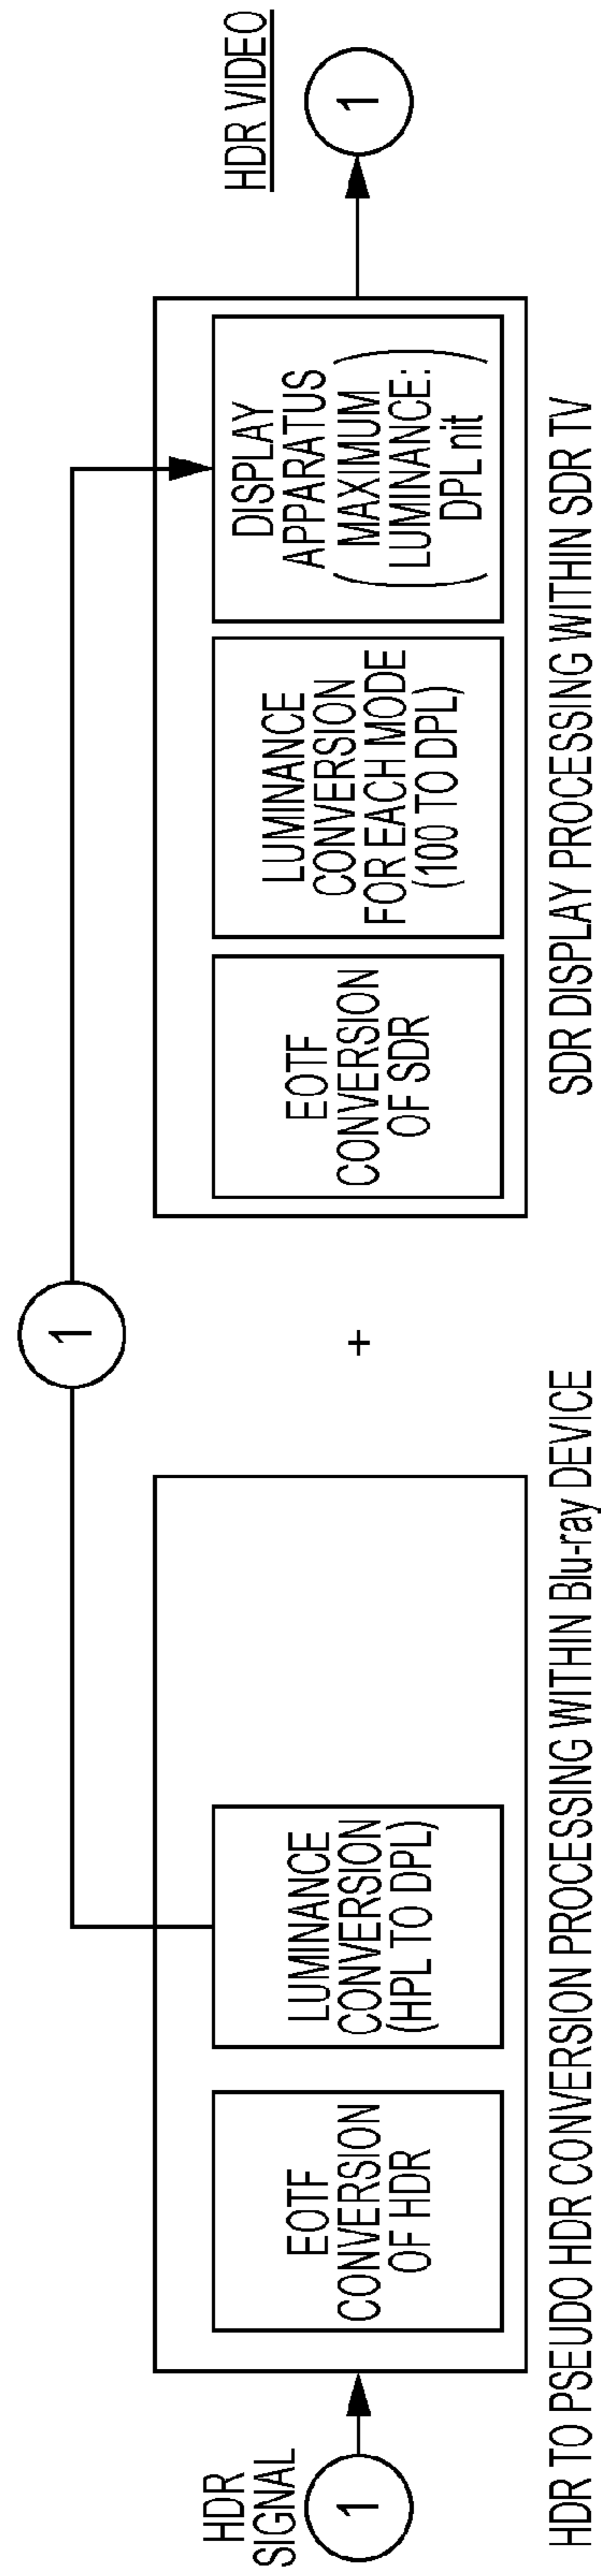 HDR
SIGNAL
1
EOTF
CONVERSION
OF HDR
LUMINANCE
CONVERSION
(HPL TO DPL)
HDR TO PSEUDO HDR CONVERSION PROCESSING WITHIN Blu-ray DEVICE
1
+
EOTF
CONVERSION
OF SDR
LUMINANCE
CONVERSION
FOR EACH MODE
(100 TO DPL)
DISPLAY
APPARATUS
(MAXIMUM
LUMINANCE:
DPL nit)
SDR DISPLAY PROCESSING WITHIN SDR TV
HDR VIDEO
1